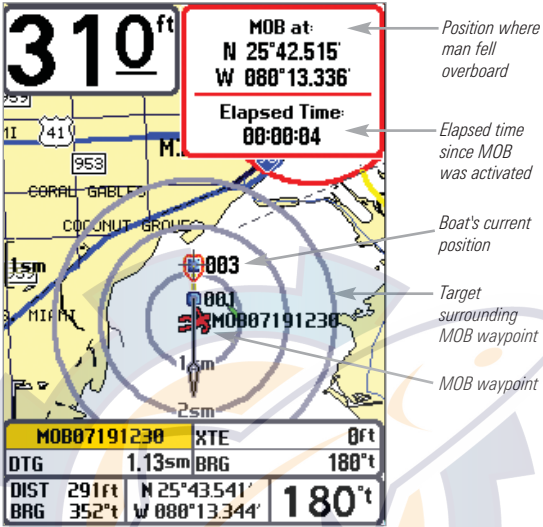 310 ft
MOB at:
N 25°42.515'
W 080°13.336'
Elapsed Time:
00:00:04
Position where
man fell
overboard
Elapsed time
since MOB
was activated
Boat's current
position
Target
surrounding
MOB waypoint
MOB waypoint
41
953
CORAL GABLES
COCONUT GROVE
1sm
MIAMI
003
001
MOB07191230
1sm
2sm
MOB07191230
XTE 0ft
DTG 1.13sm
BRG 180°t
DIST 291ft
BRG 352°t
N 25°43.541'
W 080°13.344'
180°t